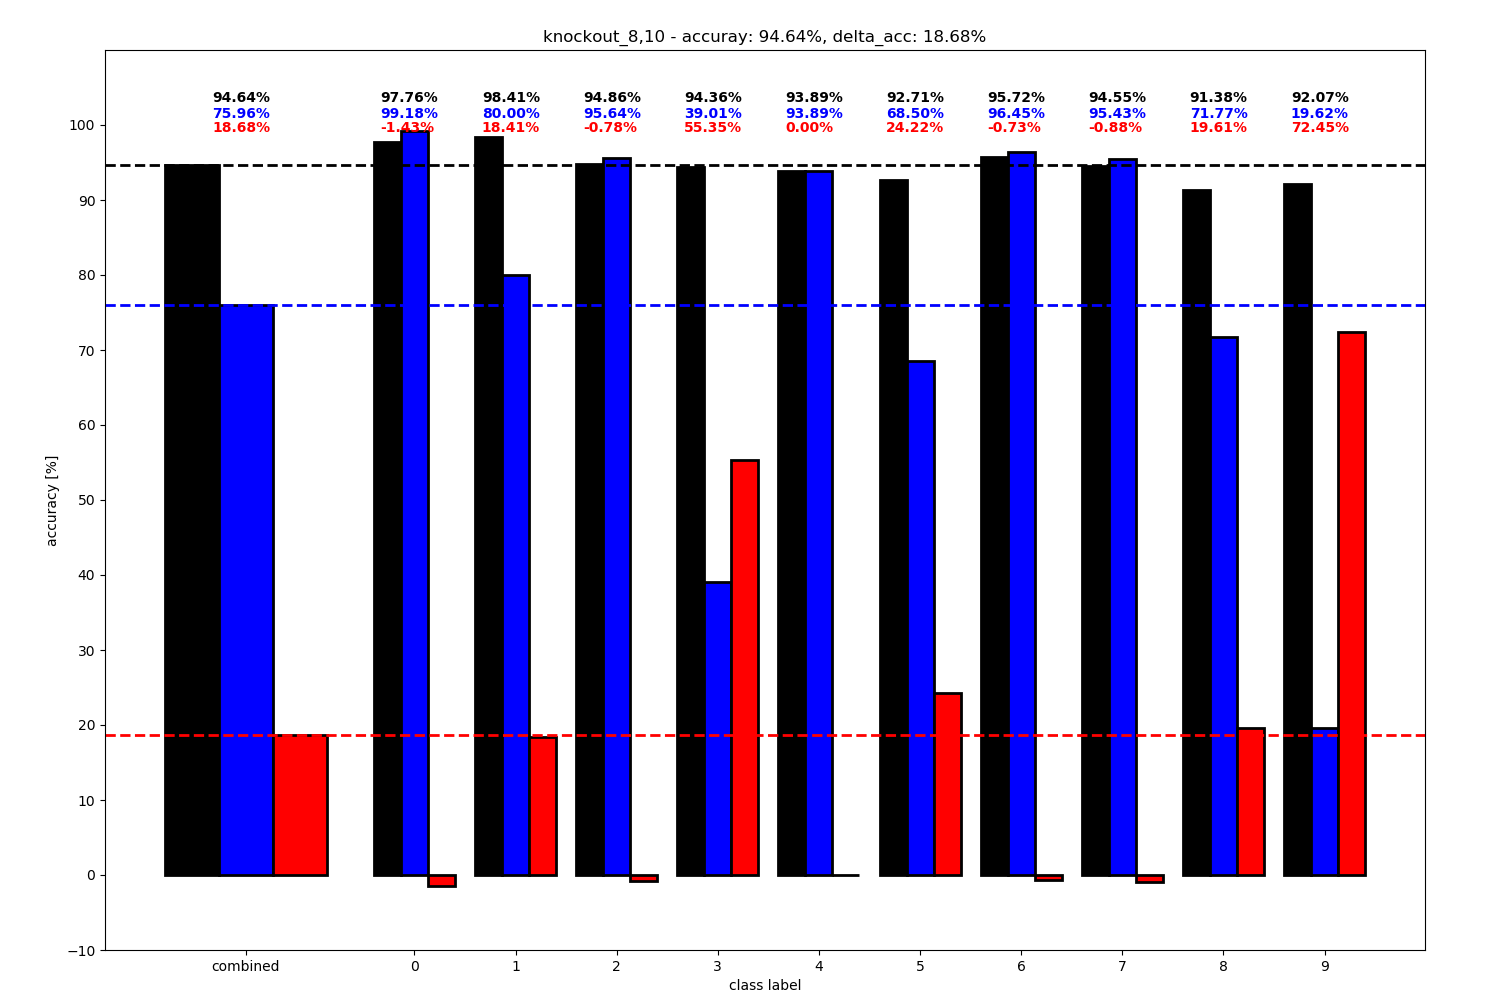 knockout_8,10 - accuray: 94.64%, delta_acc: 18.68%
94.64% 97.76% 98.41% 94.86% 94.36% 93.89% 92.71% 95.72% 94.55% 91.38% 92.07%
75.96% 99.18% 80.00% 95.64% 39.01% 93.89% 68.50% 96.45% 95.43% 71.77% 19.62%
18.68% -1.43% 18.41% -0.78% 55.35% 0.00% 24.22% -0.73% -0.88% 19.61% 72.45%
100
90
80
70
60
50
40
30
20
10
0
−10
accuracy [%]
combined 0 1 2 3 4 5 6 7 8 9
class label